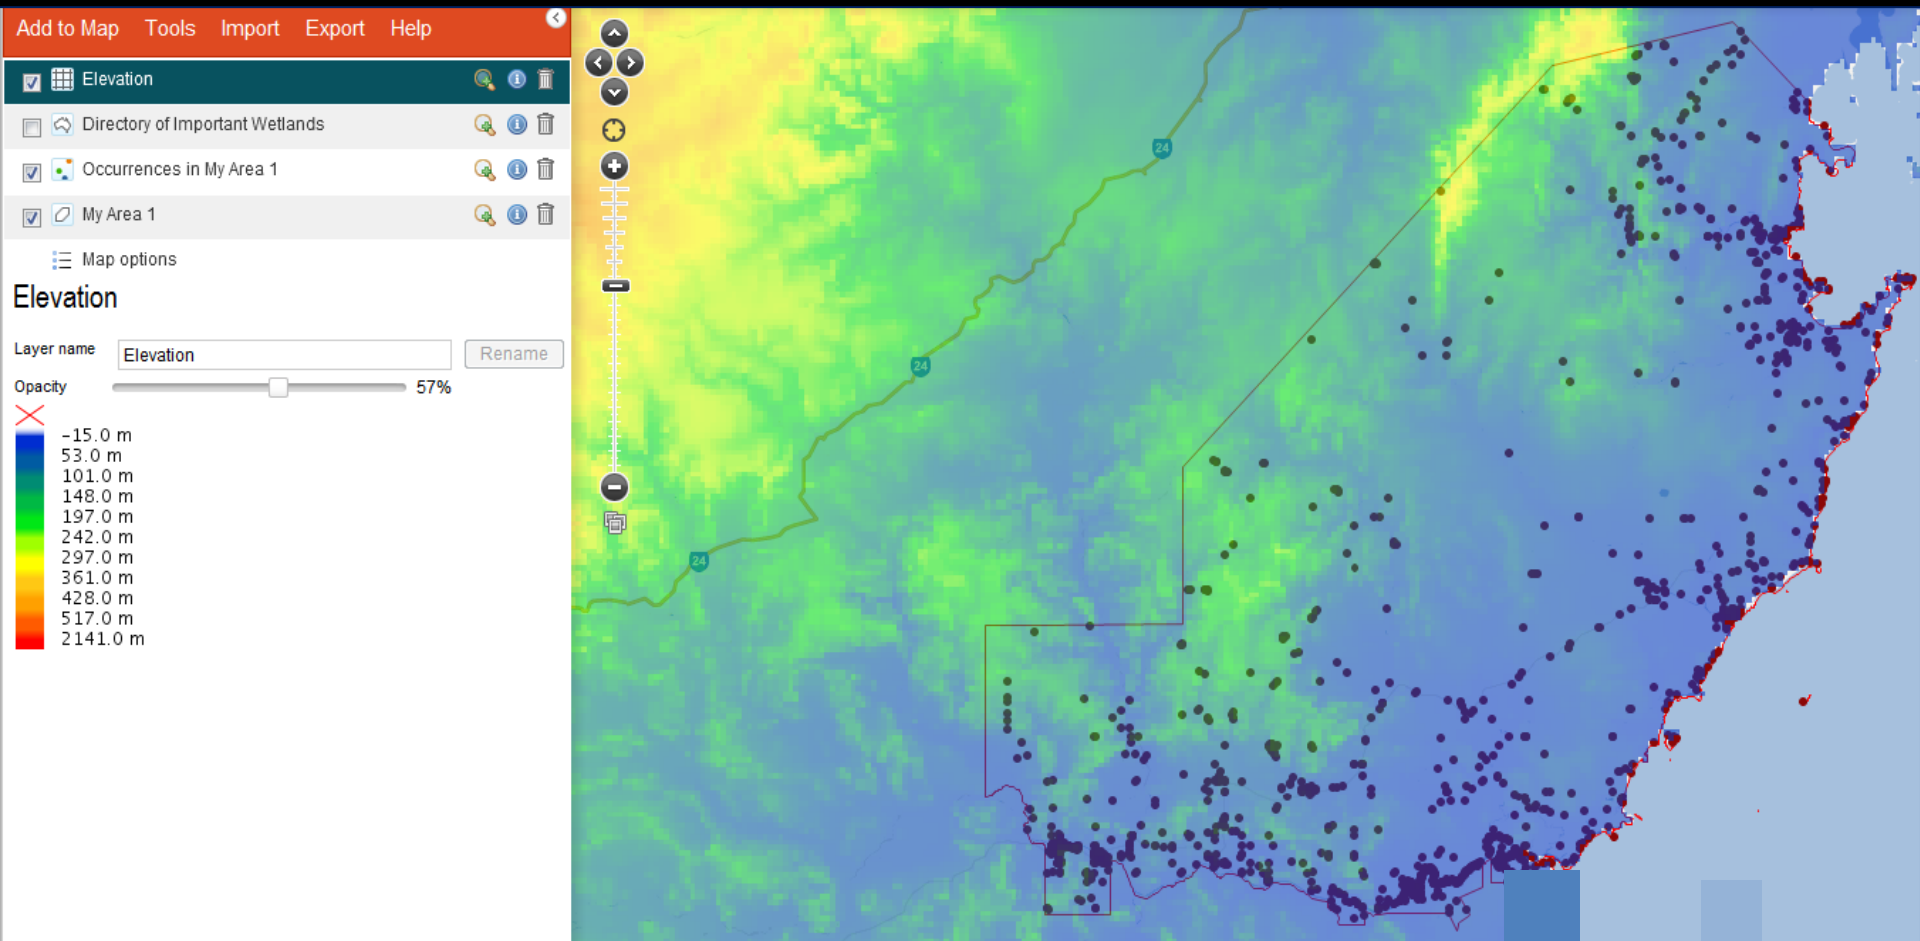 Add to Map Tools Import Export Help
Elevation
Directory of Important Wetlands
Occurrences in My Area 1
My Area 1
Map options
Elevation
Layer name Elevation Rename
Opacity 57%
-15.0 m
53.0 m
101.0 m
148.0 m
197.0 m
242.0 m
297.0 m
361.0 m
428.0 m
517.0 m
2141.0 m
24
24
24